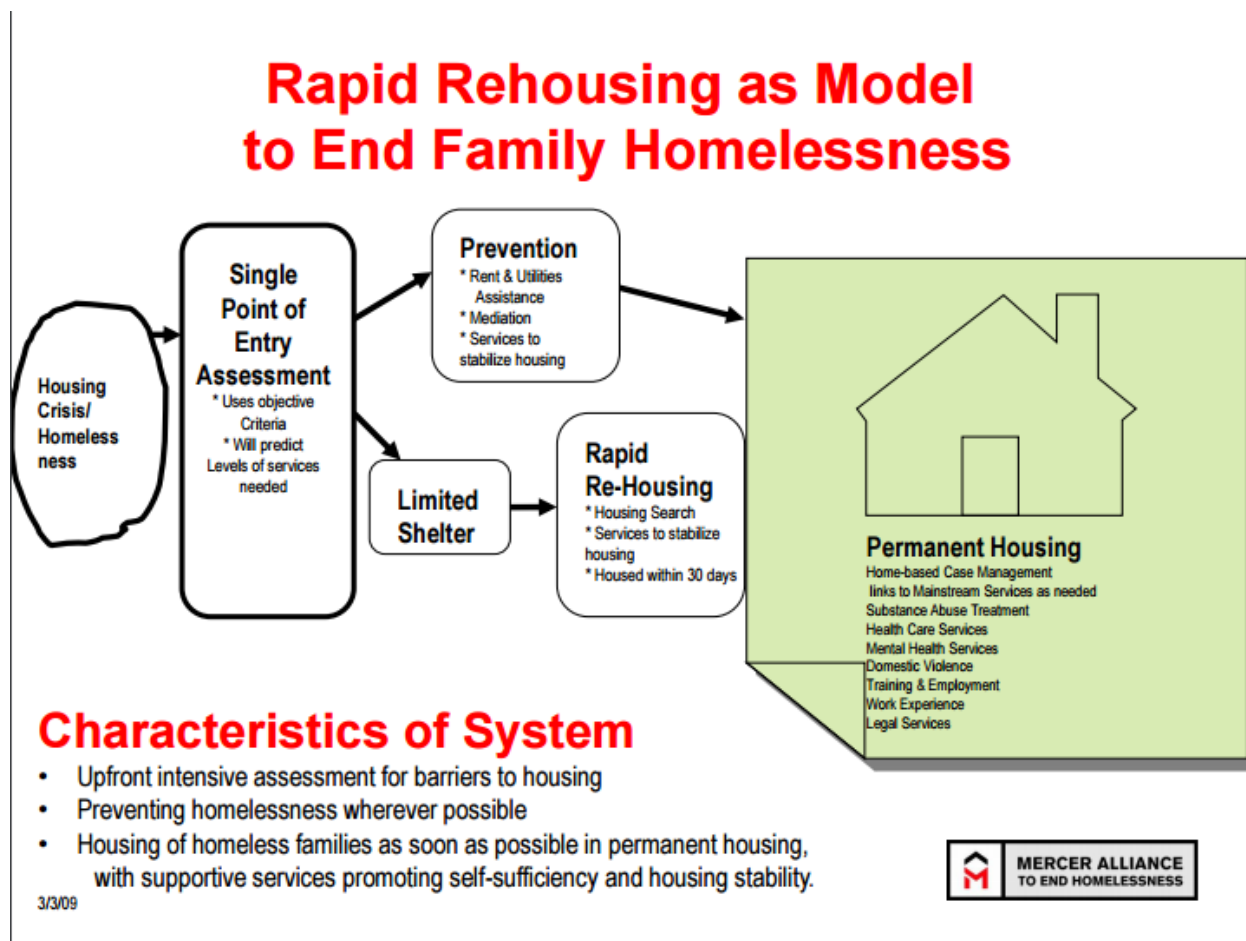 Rapid Rehousing as Model
to End Family Homelessness
Housing
Crisis/
Homeless
ness
Single
Point of
Entry
Assessment
* Uses objective
Criteria
* Will predict
Levels of services
needed
Prevention
* Rent & Utilities
Assistance
* Mediation
* Services to
stabilize housing
Limited
Shelter
Rapid
Re-Housing
* Housing Search
* Services to stabilize
housing
* Housed within 30 days
Permanent Housing
Home-based Case Management
links to Mainstream Services as needed
Substance Abuse Treatment
Health Care Services
Mental Health Services
Domestic Violence
Training & Employment
Work Experience
Legal Services
Characteristics of System
• Upfront intensive assessment for barriers to housing
• Preventing homelessness wherever possible
• Housing of homeless families as soon as possible in permanent housing,
with supportive services promoting self-sufficiency and housing stability.
3/3/09
MERCER ALLIANCE
TO END HOMELESSNESS